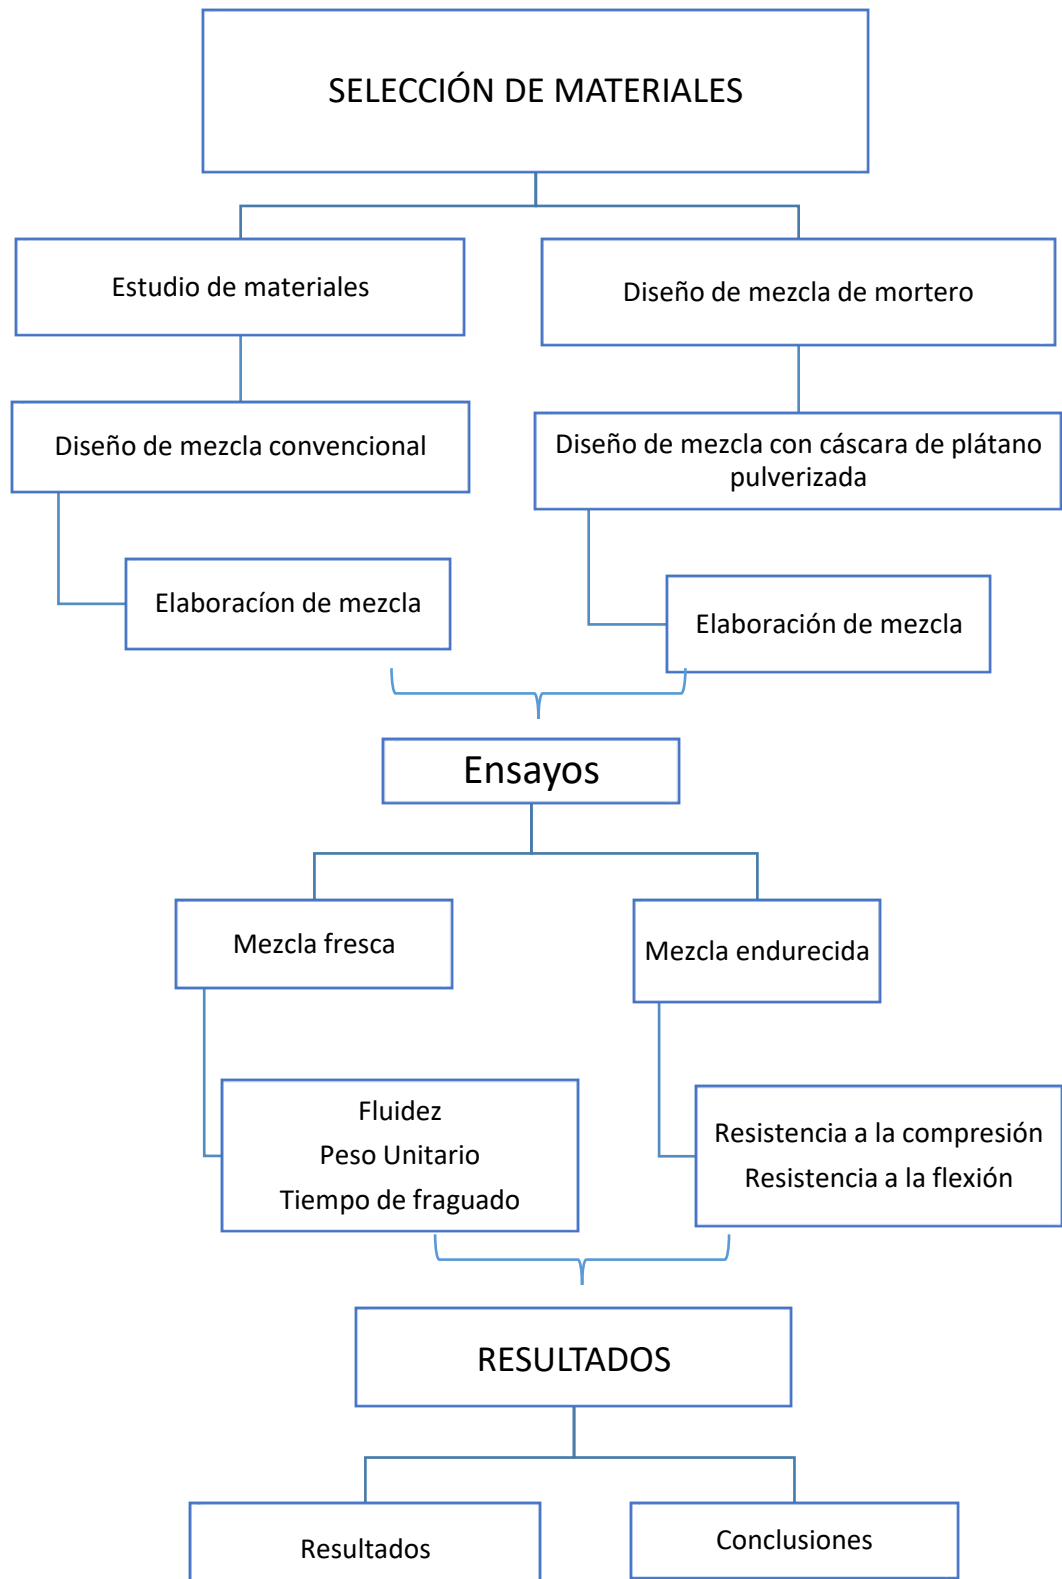 SELECCIÓN DE MATERIALES
Estudio de materiales
Diseño de mezcla de mortero
Diseño de mezcla convencional
Diseño de mezcla con cáscara de plátano
pulverizada
Elaboracíon de mezcla
Elaboración de mezcla
Ensayos
Mezcla fresca
Mezcla endurecida
Fluidez
Peso Unitario
Tiempo de fraguado
Resistencia a la compresión
Resistencia a la flexión
RESULTADOS
Resultados
Conclusiones